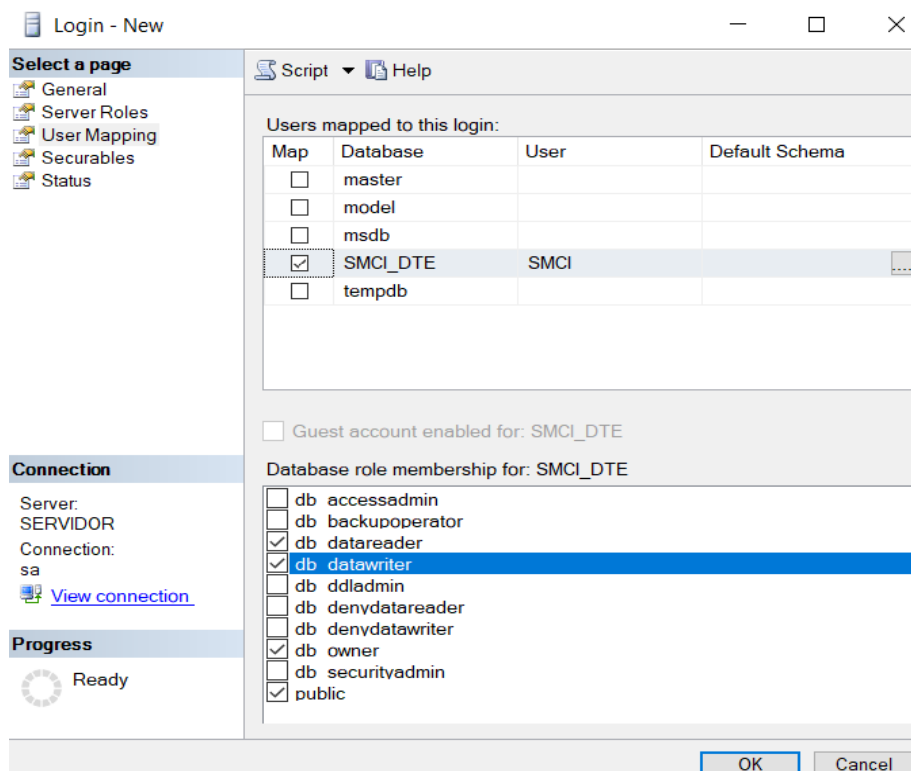 Login - New
Select a page
General
Server Roles
User Mapping
Securables
Status
Script Help
Users mapped to this login:
Map Database User Default Schema
master
model
msdb
SMCI_DTE SMCI ....
tempdb
Guest account enabled for: SMCI_DTE
Database role membership for: SMCI_DTE
db_accessadmin
db_backupoperator
db_datareader
db_datawriter
db_ddladmin
db_denydatareader
db_denydatawriter
db_owner
db_securityadmin
public
Connection
Server:
SERVIDOR
Connection:
sa
View connection
Progress
Ready
OK Cancel